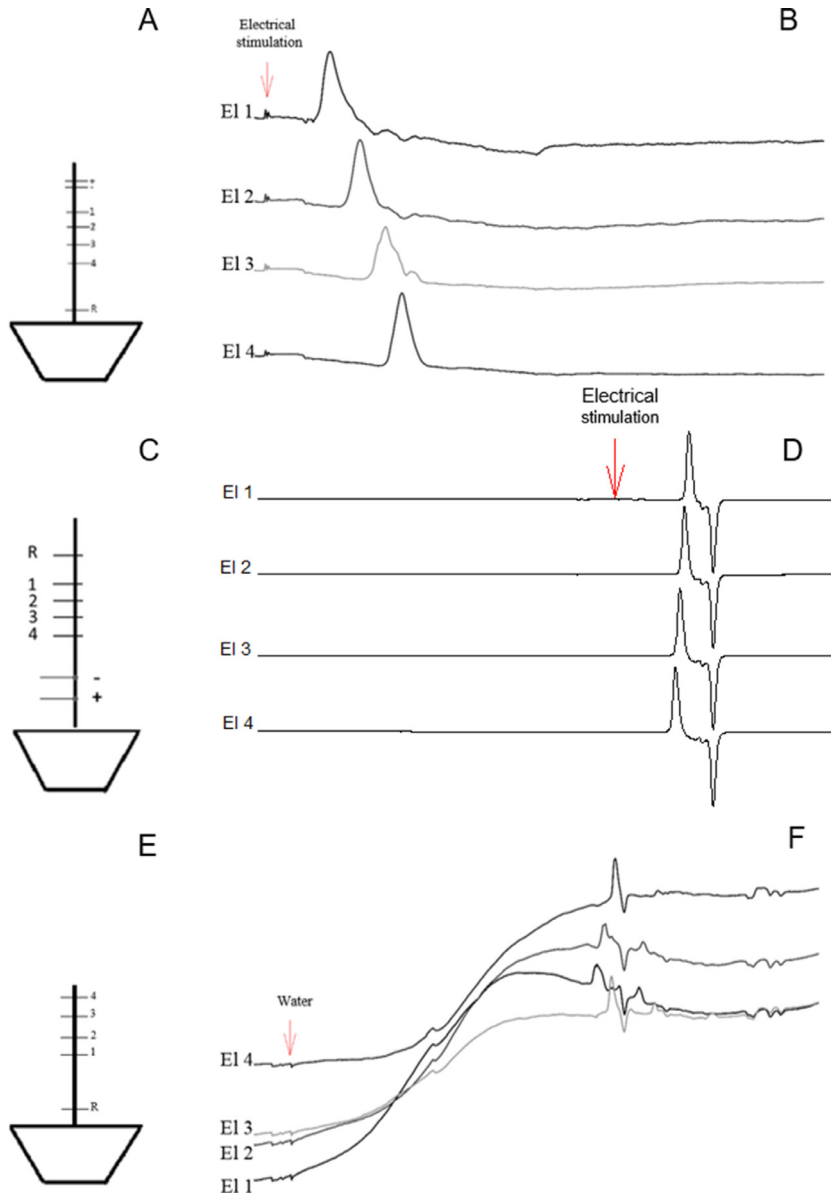 A
B
Electrical
stimulation
El 1
El 2
El 3
El 4
+
-
1
2
3
4
R
C
D
Electrical
stimulation
El 1
El 2
El 3
El 4
R
1
2
3
4
-
+
E
F
Water
El 4
El 3
El 2
El 1
4
3
2
1
R